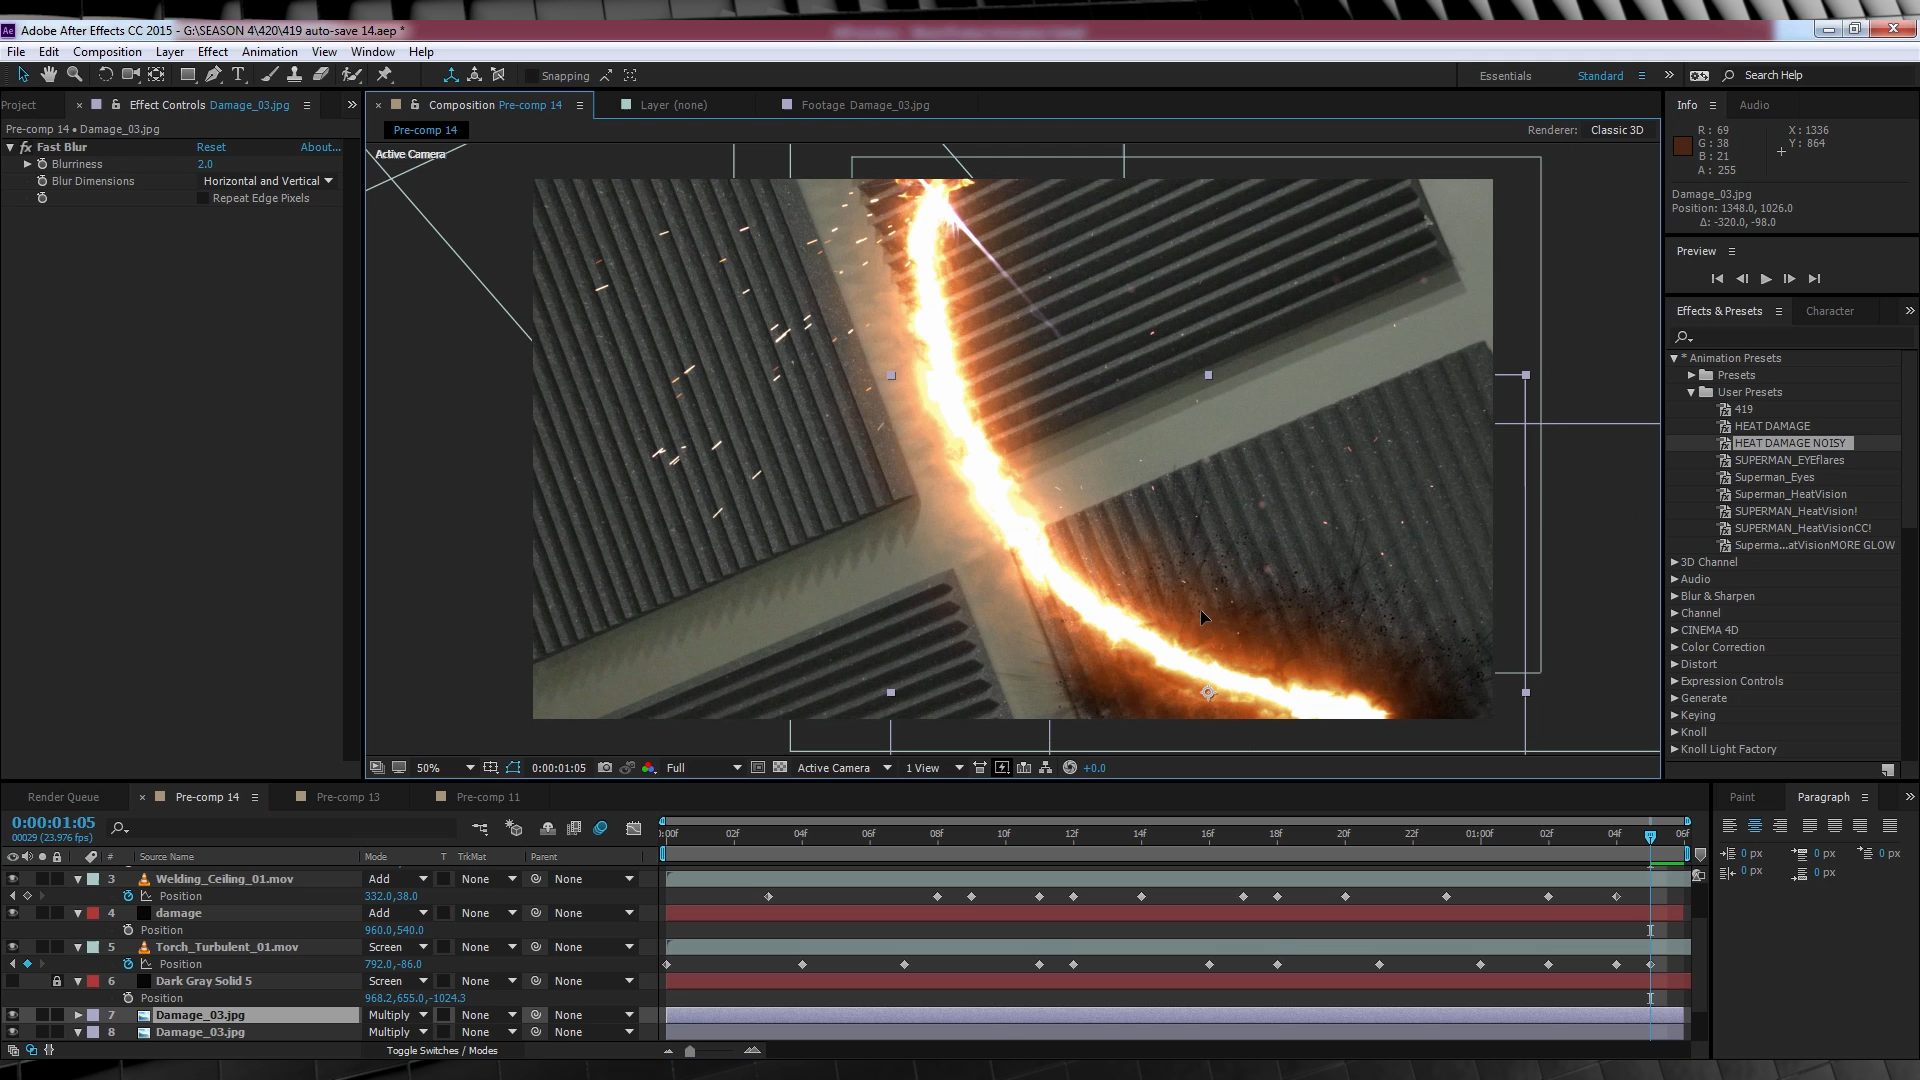 Adobe After Effects CC 2015 - G:\SEASON 4\420\419 auto-save 14.aep *
File Edit Composition Layer Effect Animation View Window Help
Snapping
Essentials Standard Search Help
Project Effect Controls Damage_03.jpg
Pre-comp 14 • Damage_03.jpg
fx Fast Blur Reset About...
Blurriness 2.0
Blur Dimensions Horizontal and Vertical
Repeat Edge Pixels
Composition Pre-comp 14 Layer (none) Footage Damage_03.jpg
Pre-comp 14 Renderer: Classic 3D
Active Camera
50% 0:00:01:05 Full Active Camera 1 View +0.0
Info Audio
R : 69 X : 1336
G : 38 Y : 864
B : 21
A : 255
Damage_03.jpg
Position: 1348.0, 1026.0
Δ: -320.0, -98.0
Preview
Effects & Presets Character
* Animation Presets
Presets
User Presets
419
HEAT DAMAGE
HEAT DAMAGE NOISY
SUPERMAN_EYEflares
Superman_Eyes
Superman_HeatVision
SUPERMAN_HeatVision!
SUPERMAN_HeatVisionCC!
Superma...atVisionMORE GLOW
3D Channel
Audio
Blur & Sharpen
Channel
CINEMA 4D
Color Correction
Distort
Expression Controls
Generate
Keying
Knoll
Knoll Light Factory
Render Queue Pre-comp 14 Pre-comp 13 Pre-comp 11
0:00:01:05
00029 (23.976 fps)
:00f 02f 04f 06f 08f 10f 12f 14f 16f 18f 20f 22f 01:00f 02f 04f 06f
# Source Name Mode T TrkMat Parent
3 Welding_Ceiling_01.mov Add None None
Position 332.0,38.0
4 damage Add None None
Position 960.0,540.0
5 Torch_Turbulent_01.mov Screen None None
Position 792.0,-86.0
6 Dark Gray Solid 5 Screen None None
Position 968.2,655.0,-1024.3
7 Damage_03.jpg Multiply None None
8 Damage_03.jpg Multiply None None
Toggle Switches / Modes
Paint Paragraph
0 px 0 px 0 px
0 px 0 px